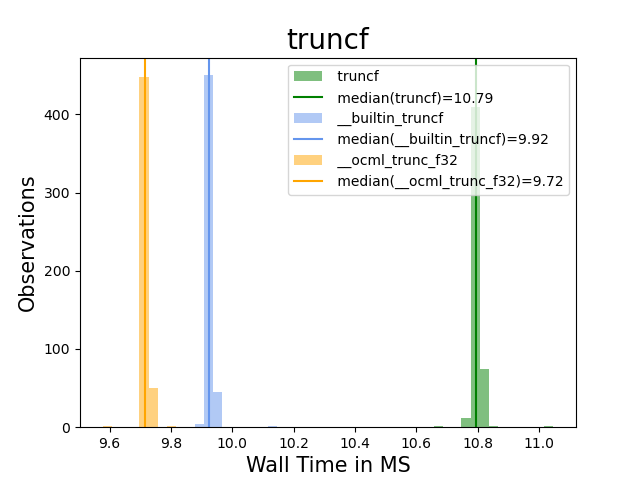 truncf
truncf
median(truncf)=10.79
__builtin_truncf
median(__builtin_truncf)=9.92
__ocml_trunc_f32
median(__ocml_trunc_f32)=9.72
Observations
400
300
200
100
0
9.6 9.8 10.0 10.2 10.4 10.6 10.8 11.0
Wall Time in MS